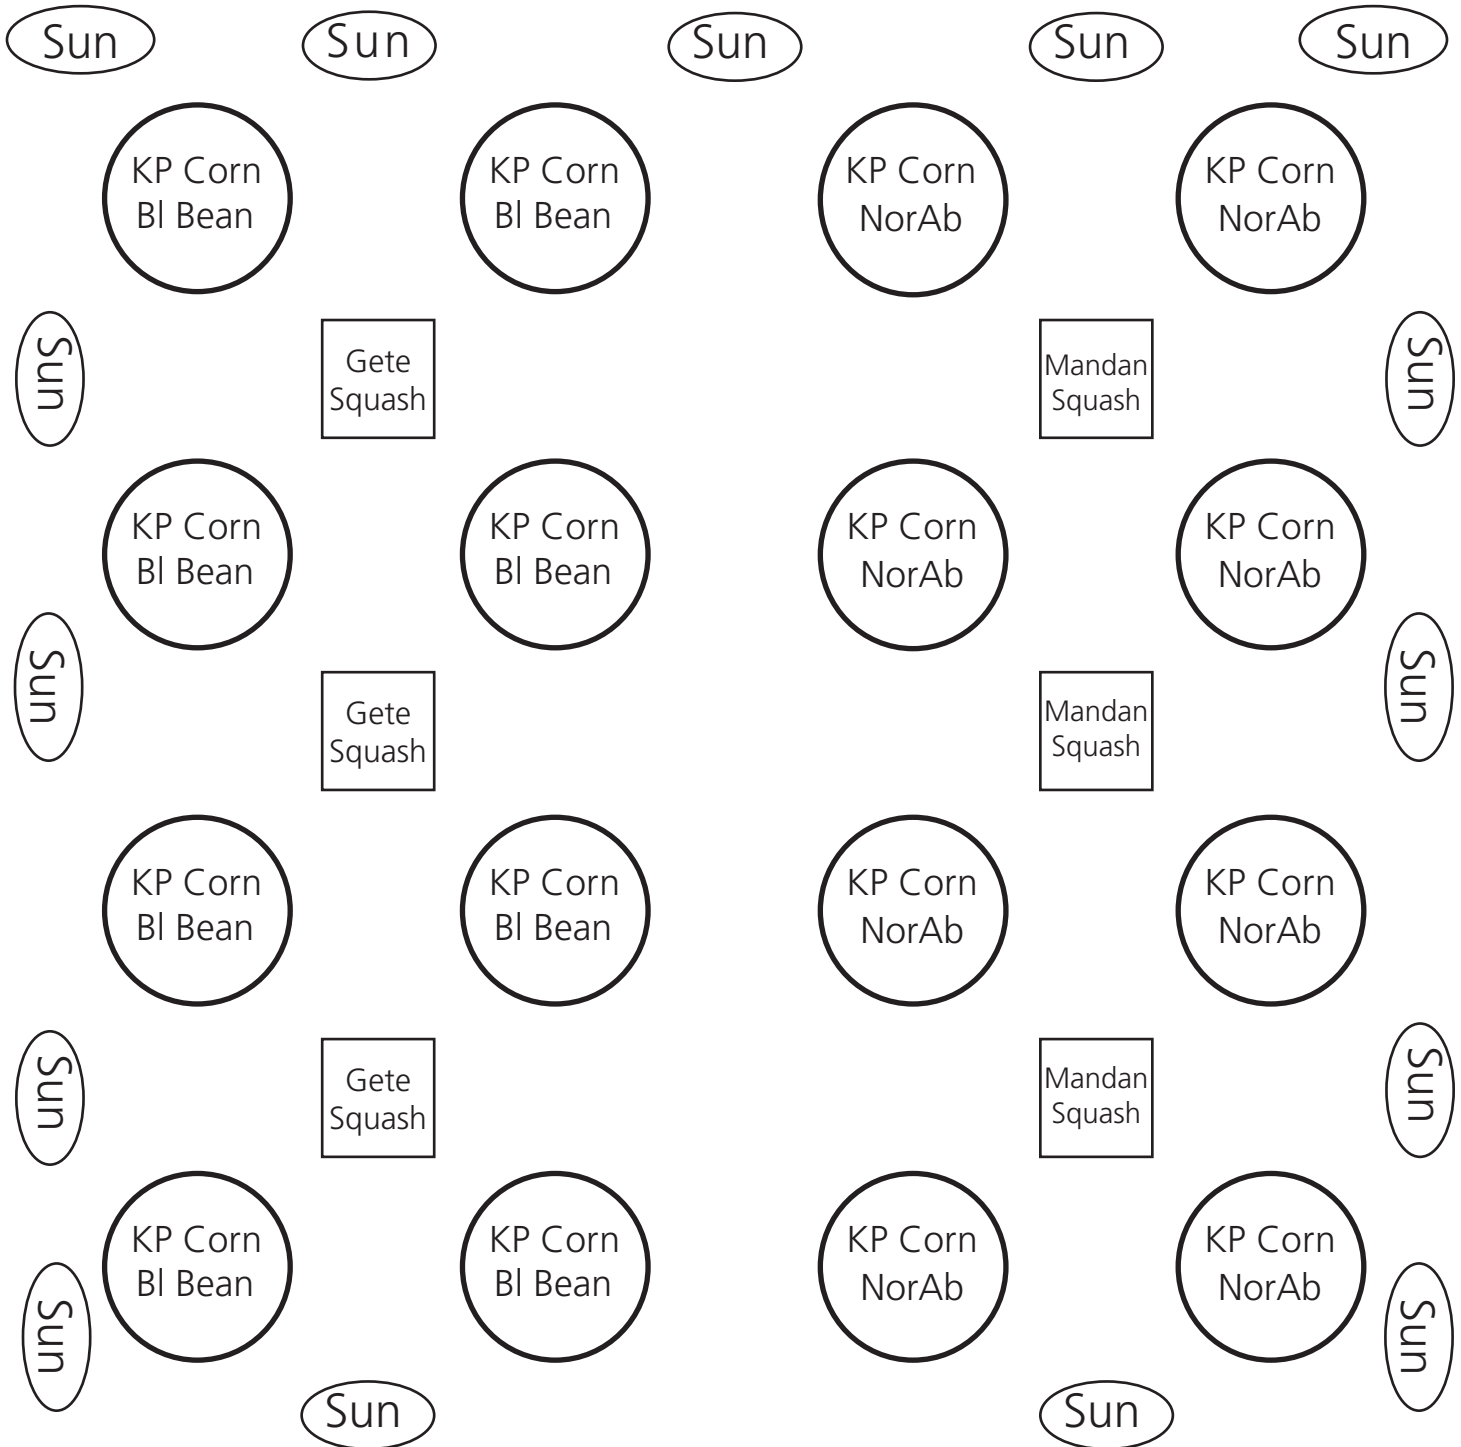 Sun
Sun
Sun
Sun
Sun
KP Corn
Bl Bean
KP Corn
Bl Bean
KP Corn
NorAb
KP Corn
NorAb
Sun
Gete
Squash
Mandan
Squash
Sun
KP Corn
Bl Bean
KP Corn
Bl Bean
KP Corn
NorAb
KP Corn
NorAb
Sun
Gete
Squash
Mandan
Squash
Sun
KP Corn
Bl Bean
KP Corn
Bl Bean
KP Corn
NorAb
KP Corn
NorAb
Sun
Gete
Squash
Mandan
Squash
Sun
KP Corn
Bl Bean
KP Corn
Bl Bean
KP Corn
NorAb
KP Corn
NorAb
Sun
Sun
Sun
Sun